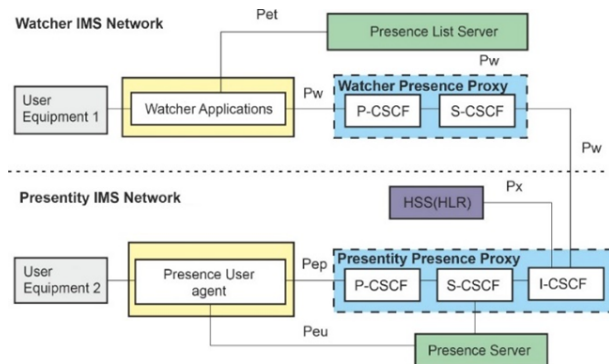 Watcher IMS Network
Pet
Presence List Server
Pw
User
Equipment 1
Watcher Applications
Pw
Watcher Presence Proxy
P-CSCF
S-CSCF
Pw
Presentity IMS Network
HSS(HLR)
Px
User
Equipment 2
Presence User
agent
Pep
Presentity Presence Proxy
P-CSCF
S-CSCF
I-CSCF
Peu
Presence Server